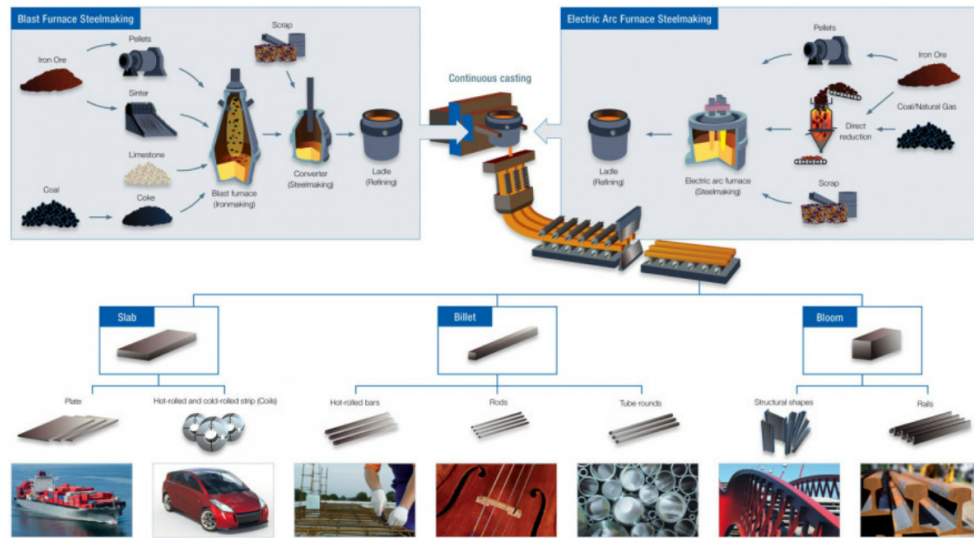 Blast Furnace Steelmaking
Iron Ore
Pellets
Sinter
Limestone
Coal
Coke
Blast furnace
(Ironmaking)
Scrap
Converter
(Steelmaking)
Ladle
(Refining)
Continuous casting
Electric Arc Furnace Steelmaking
Pellets
Iron Ore
Coal/Natural Gas
Direct
reduction
Scrap
Electric arc furnace
(Steelmaking)
Ladle
(Refining)
Slab
Billet
Bloom
Plate
Hot-rolled and cold-rolled strip (Coils)
Hot-rolled bars
Rods
Tube rounds
Structural shapes
Rails